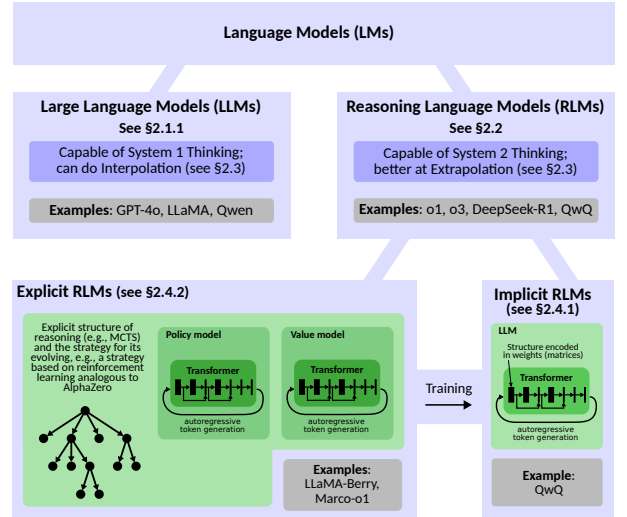 Language Models (LMs)
Large Language Models (LLMs)
See §2.1.1
Capable of System 1 Thinking;
can do Interpolation (see §2.3)
Examples: GPT-4o, LLaMA, Qwen
Reasoning Language Models (RLMs)
See §2.2
Capable of System 2 Thinking;
better at Extrapolation (see §2.3)
Examples: o1, o3, DeepSeek-R1, QwQ
Explicit RLMs (see §2.4.2)
Explicit structure of
reasoning (e.g., MCTS)
and the strategy for its
evolving, e.g., a strategy
based on reinforcement
learning analogous to
AlphaZero
Policy model
Transformer
autoregressive
token generation
Value model
Transformer
autoregressive
token generation
Examples:
LLaMA-Berry,
Marco-o1
Training
Implicit RLMs
(see §2.4.1)
LLM
Structure encoded
in weights (matrices)
Transformer
autoregressive
token generation
Example:
QwQ